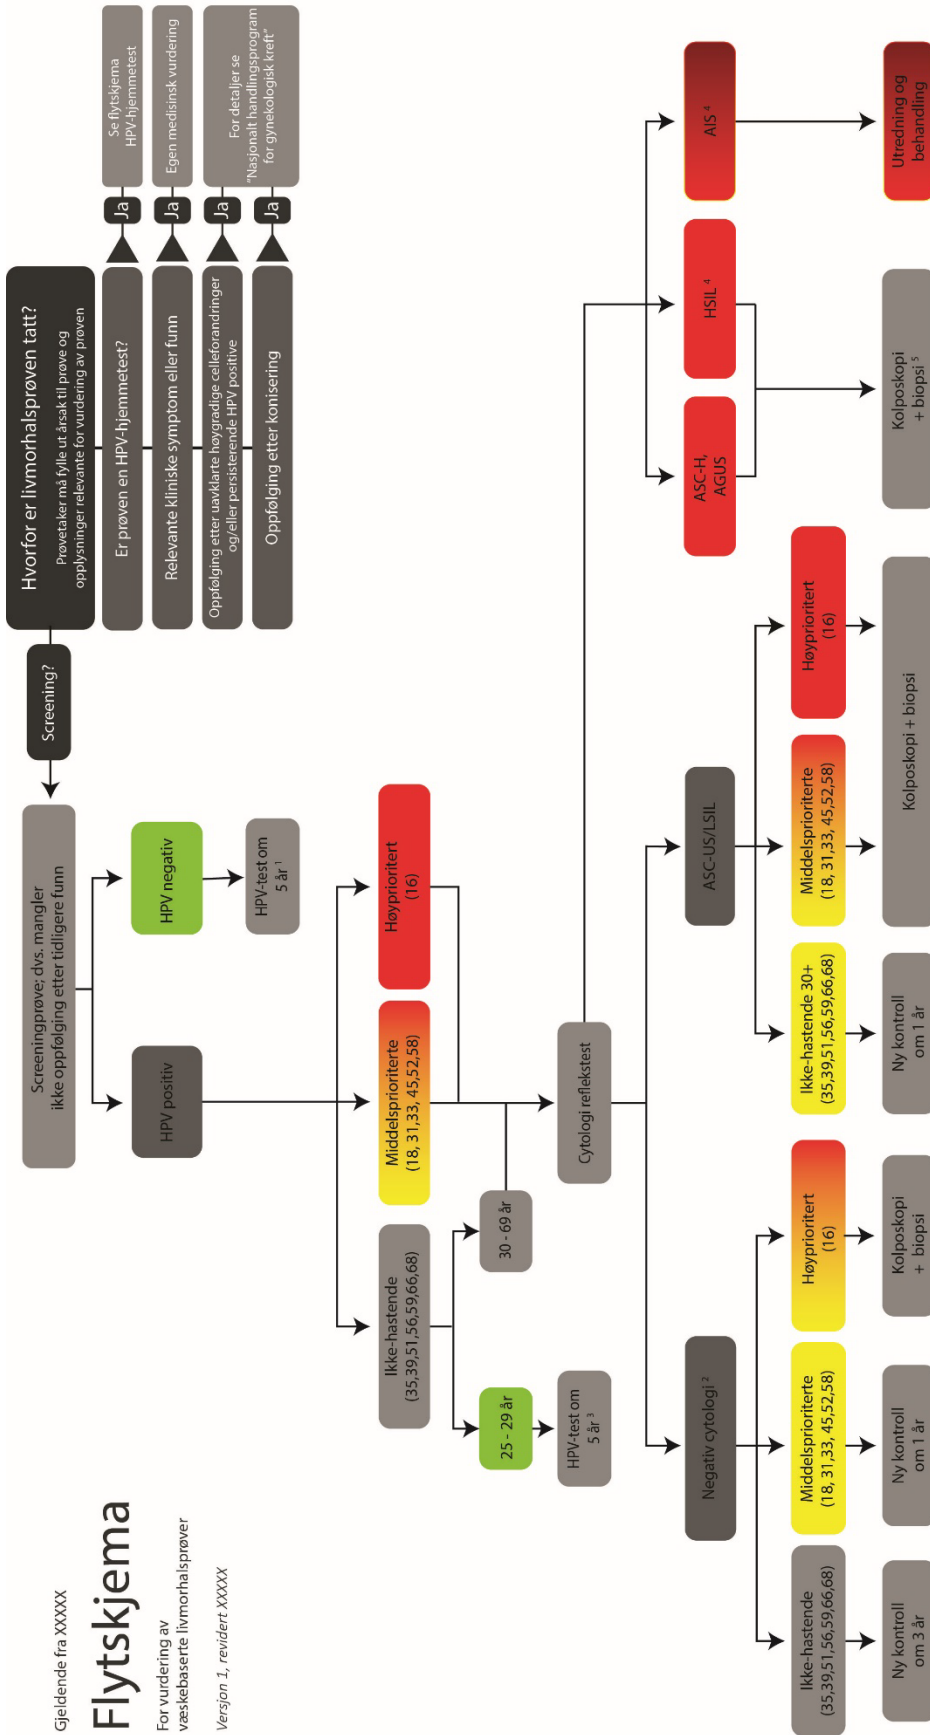 Gjeldende fra XXXXX
Flytskjema
For vurdering av
væskebaserte livmorhalsprøver
Versjon 1, revidert XXXXX
Hvorfor er livmorhalsprøven tatt?
Prøvetaker må fylle ut årsak til prøve og
opplysninger relevante for vurdering av prøven
Er prøven en HPV-hjemmetest?
Ja
Se flytskjema
HPV-hjemmetest
Relevante kliniske symptom eller funn
Ja
Egen medisinsk vurdering
Oppfølging etter uavklarte høygradige celleforandringer
og/eller persisterende HPV positive
Ja
Oppfølging etter konisering
Ja
For detaljer se
"Nasjonalt handlingsprogram
for gynekologisk kreft"
Screening?
Screeningprøve; dvs. mangler
ikke oppfølging etter tidligere funn
HPV positiv
HPV negativ
HPV-test om
5 år ¹
Ikke-hastende
(35,39,51,56,59,66,68)
Middelsprioriterte
(18, 31,33, 45,52,58)
Høyprioritert
(16)
25 - 29 år
30 - 69 år
HPV-test om
5 år ³
Cytologi reflekstest
Negativ cytologi ²
ASC-US/LSIL
ASC-H,
AGUS
HSIL ⁴
AIS ⁴
Ikke-hastende
(35,39,51,56,59,66,68)
Middelsprioriterte
(18, 31,33, 45,52,58)
Høyprioritert
(16)
Ikke-hastende 30+
(35,39,51,56,59,66,68)
Middelsprioriterte
(18, 31,33, 45,52,58)
Høyprioritert
(16)
Ny kontroll
om 3 år
Ny kontroll
om 1 år
Kolposkopi
+ biopsi
Ny kontroll
om 1 år
Kolposkopi + biopsi
Kolposkopi
+ biopsi ⁵
Utredning og
behandling